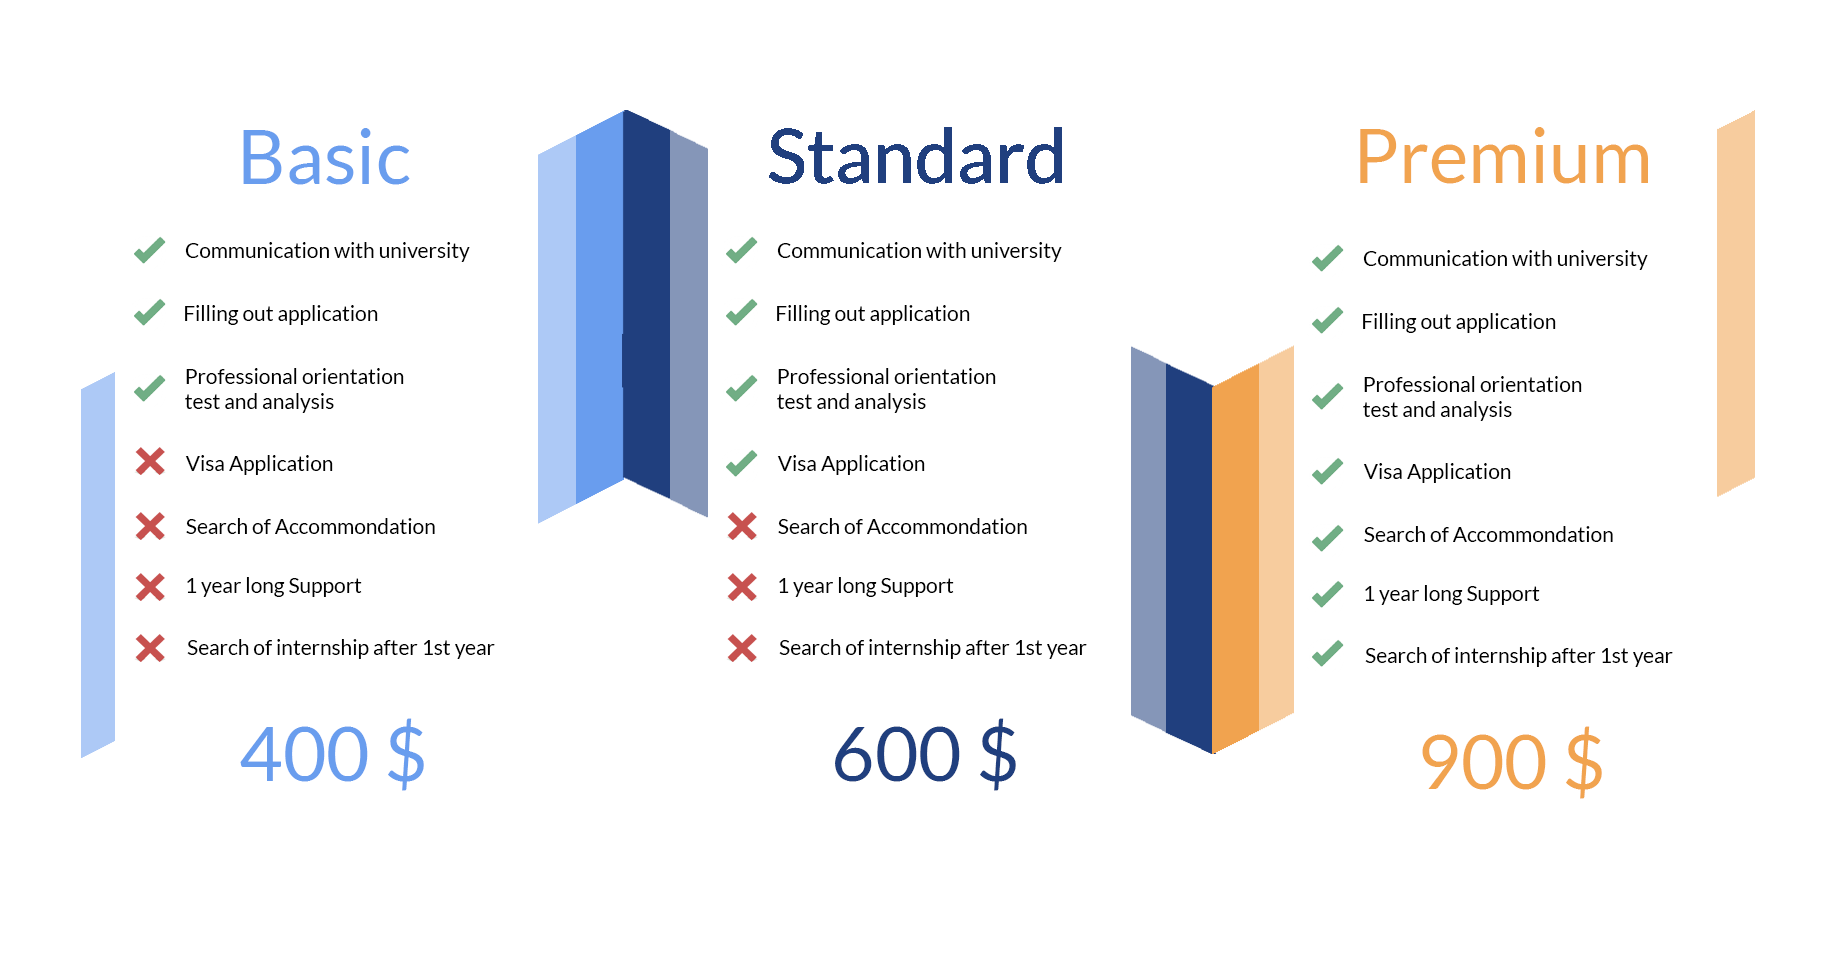 Basic
Communication with university
Filling out application
Professional orientation
test and analysis
Visa Application
Search of Accommondation
1 year long Support
Search of internship after 1st year
400 $
Standard
Communication with university
Filling out application
Professional orientation
test and analysis
Visa Application
Search of Accommondation
1 year long Support
Search of internship after 1st year
600 $
Premium
Communication with university
Filling out application
Professional orientation
test and analysis
Visa Application
Search of Accommondation
1 year long Support
Search of internship after 1st year
900 $